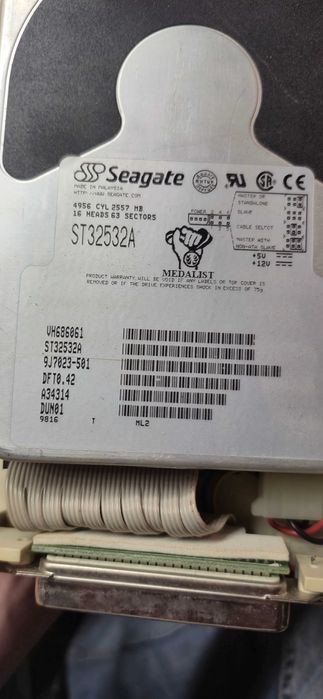 Seagate
MADE IN MALAYSIA
HTTP://WWW.SEAGATE.COM
4956 CYL 2557 MB
16 HEADS 63 SECTORS
ST32532A
POWER
MASTER OR
STANDALONE
SLAVE
CABLE SELECT
MASTER WITH
NON-ATA SLAVE
+5V
+12V
MEDALIST
PRODUCT WARRANTY WILL BE VOID IF ANY LABELS OR TOP COVER IS
REMOVED OR IF THE DRIVE EXPERIENCES SHOCK IN EXCESS OF 75g.
VH686061
ST32532A
9J7023-501
DFT0.42
A34314
DUN01
9816 T ML2